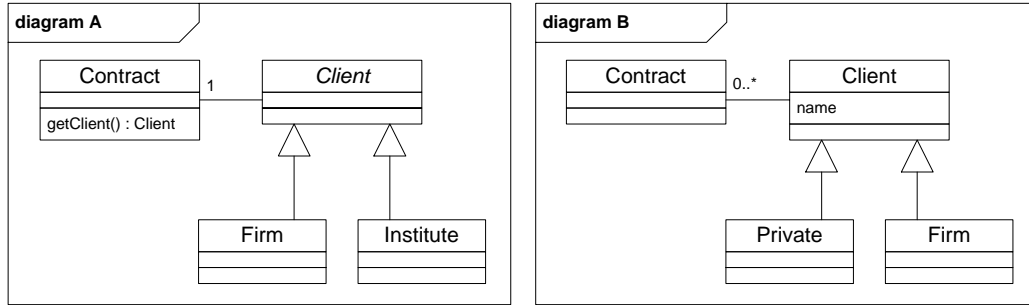 diagram A
Contract
1
Client
getClient() : Client
Firm
Institute
diagram B
Contract
0..*
Client
name
Private
Firm